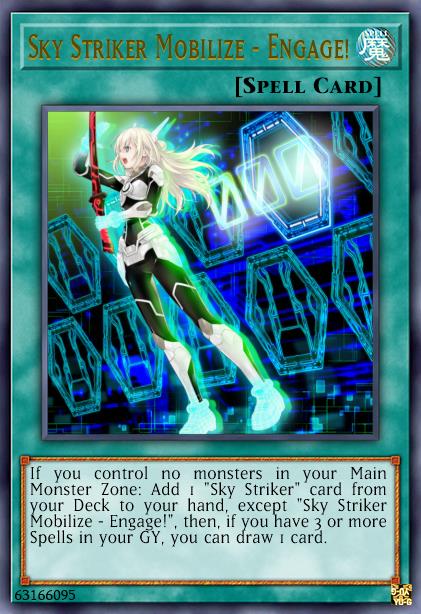 Sky Striker Mobilize - Engage!
SPELL
魔
[Spell Card]
If you control no monsters in your Main
Monster Zone: Add 1 "Sky Striker" card from
your Deck to your hand, except "Sky Striker
Mobilize - Engage!", then, if you have 3 or more
Spells in your GY, you can draw 1 card.
63166095